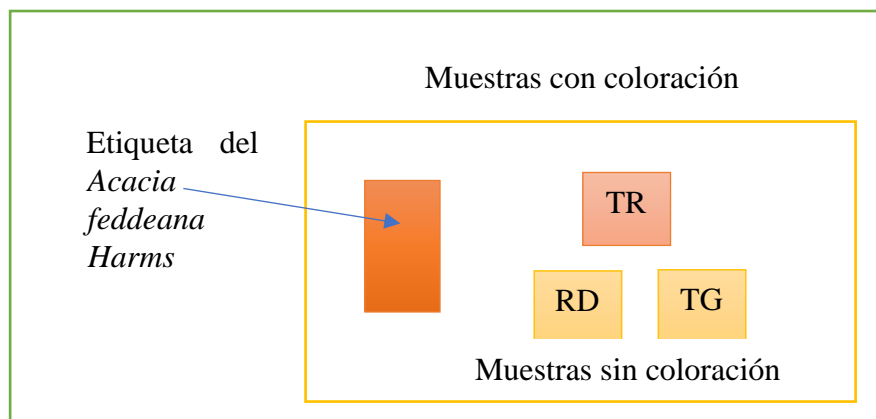 Muestras con coloración
Etiqueta del
Acacia
feddeana
Harms
TR
RD TG
Muestras sin coloración